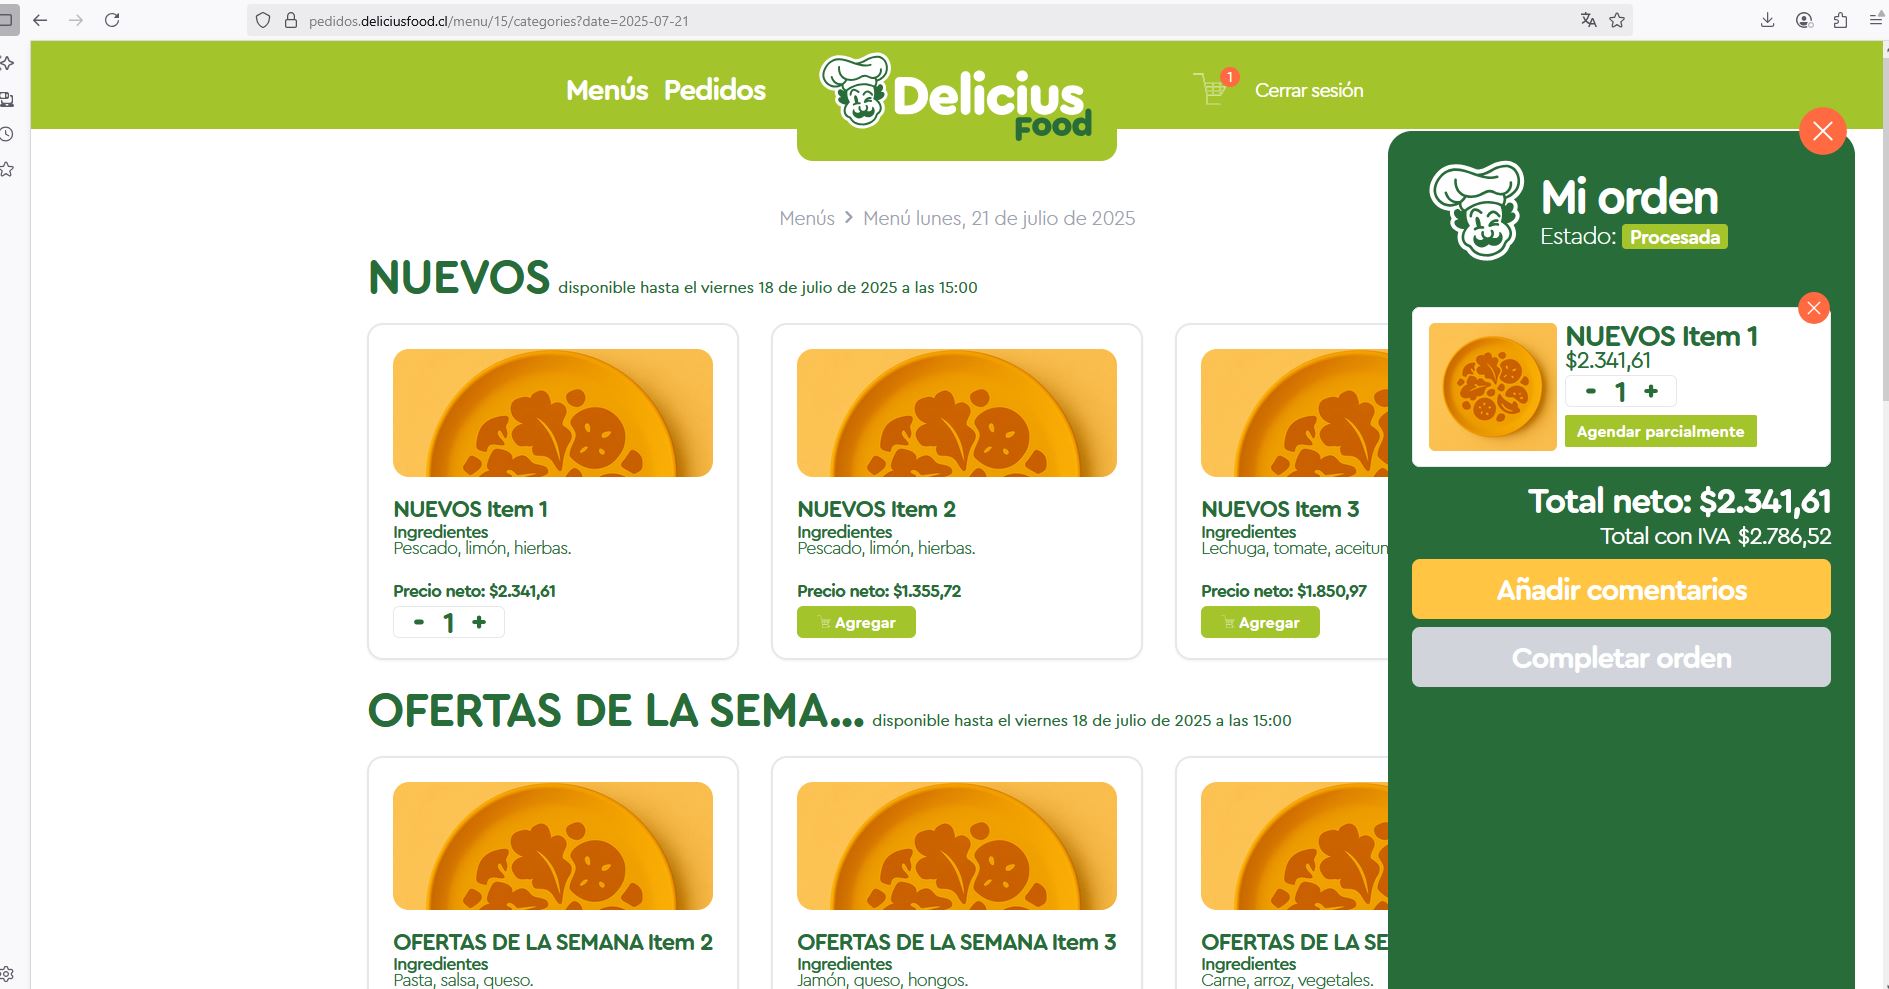 pedidos.deliciusfood.cl/menu/15/categories?date=2025-07-21
Menús Pedidos
Delicius
Food
1
Cerrar sesión
Menús > Menú lunes, 21 de julio de 2025
NUEVOS disponible hasta el viernes 18 de julio de 2025 a las 15:00
NUEVOS Item 1
Ingredientes
Pescado, limón, hierbas.
Precio neto: $2.341,61
- 1 +
NUEVOS Item 2
Ingredientes
Pescado, limón, hierbas.
Precio neto: $1.355,72
Agregar
NUEVOS Item 3
Ingredientes
Lechuga, tomate, aceitun
Precio neto: $1.850,97
Agregar
OFERTAS DE LA SEMA... disponible hasta el viernes 18 de julio de 2025 a las 15:00
OFERTAS DE LA SEMANA Item 2
Ingredientes
Pasta, salsa, queso.
OFERTAS DE LA SEMANA Item 3
Ingredientes
Jamón, queso, hongos.
OFERTAS DE LA SE
Ingredientes
Carne, arroz, vegetales.
Mi orden
Estado: Procesada
NUEVOS Item 1
$2.341,61
- 1 +
Agendar parcialmente
Total neto: $2.341,61
Total con IVA $2.786,52
Añadir comentarios
Completar orden